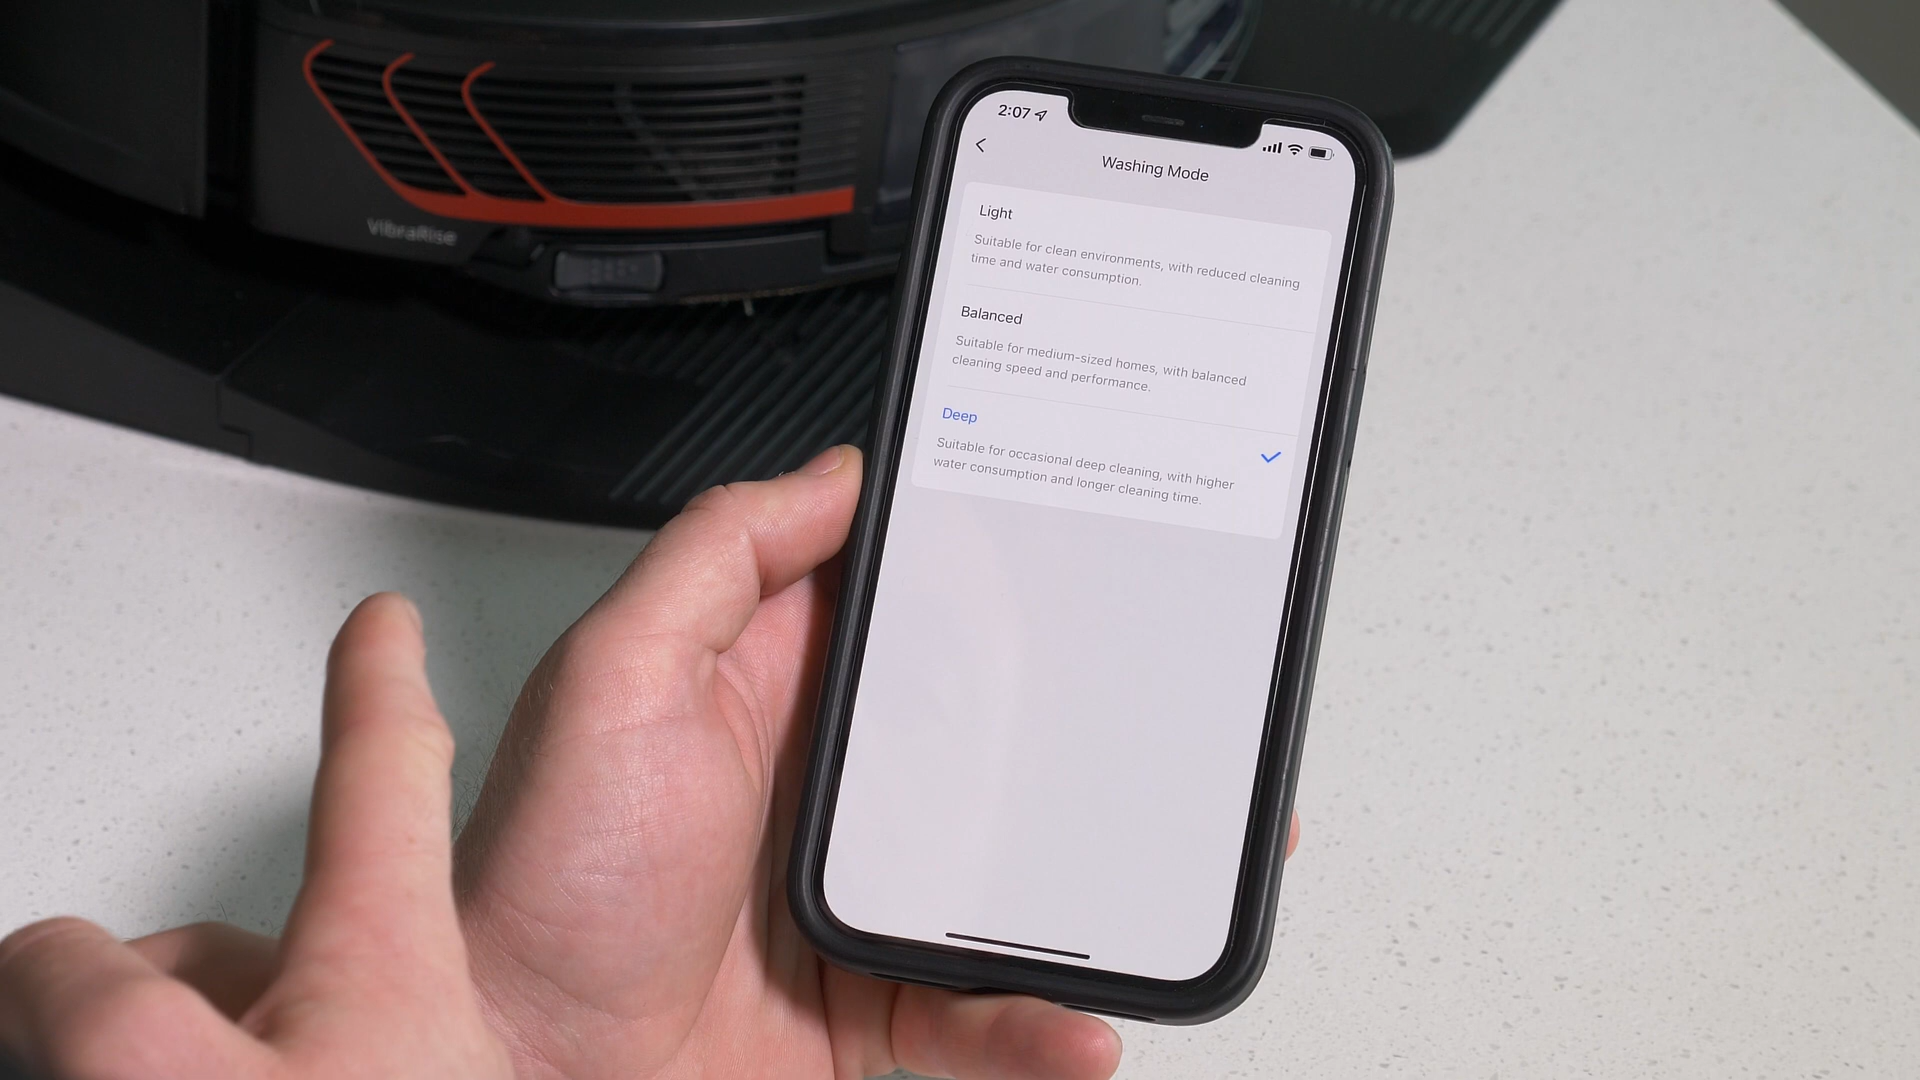 VibraRise
2:07
Washing Mode
Light
Suitable for clean environments, with reduced cleaning
time and water consumption.
Balanced
Suitable for medium-sized homes, with balanced
cleaning speed and performance.
Deep
Suitable for occasional deep cleaning, with higher
water consumption and longer cleaning time.